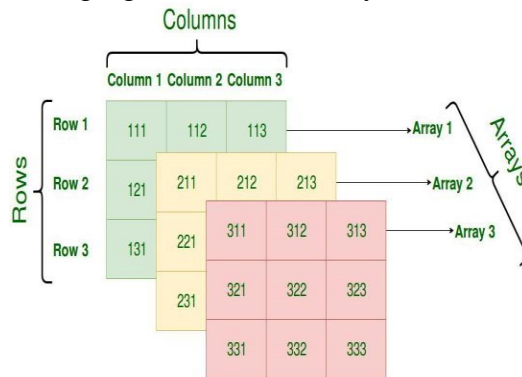 Columns
Column 1 Column 2 Column 3
Rows
Row 1
111 112 113
Array 1
Arrays
Row 2
121 211 212 213
Array 2
221 311 312 313
Array 3
Row 3
131
231 321 322 323
331 332 333